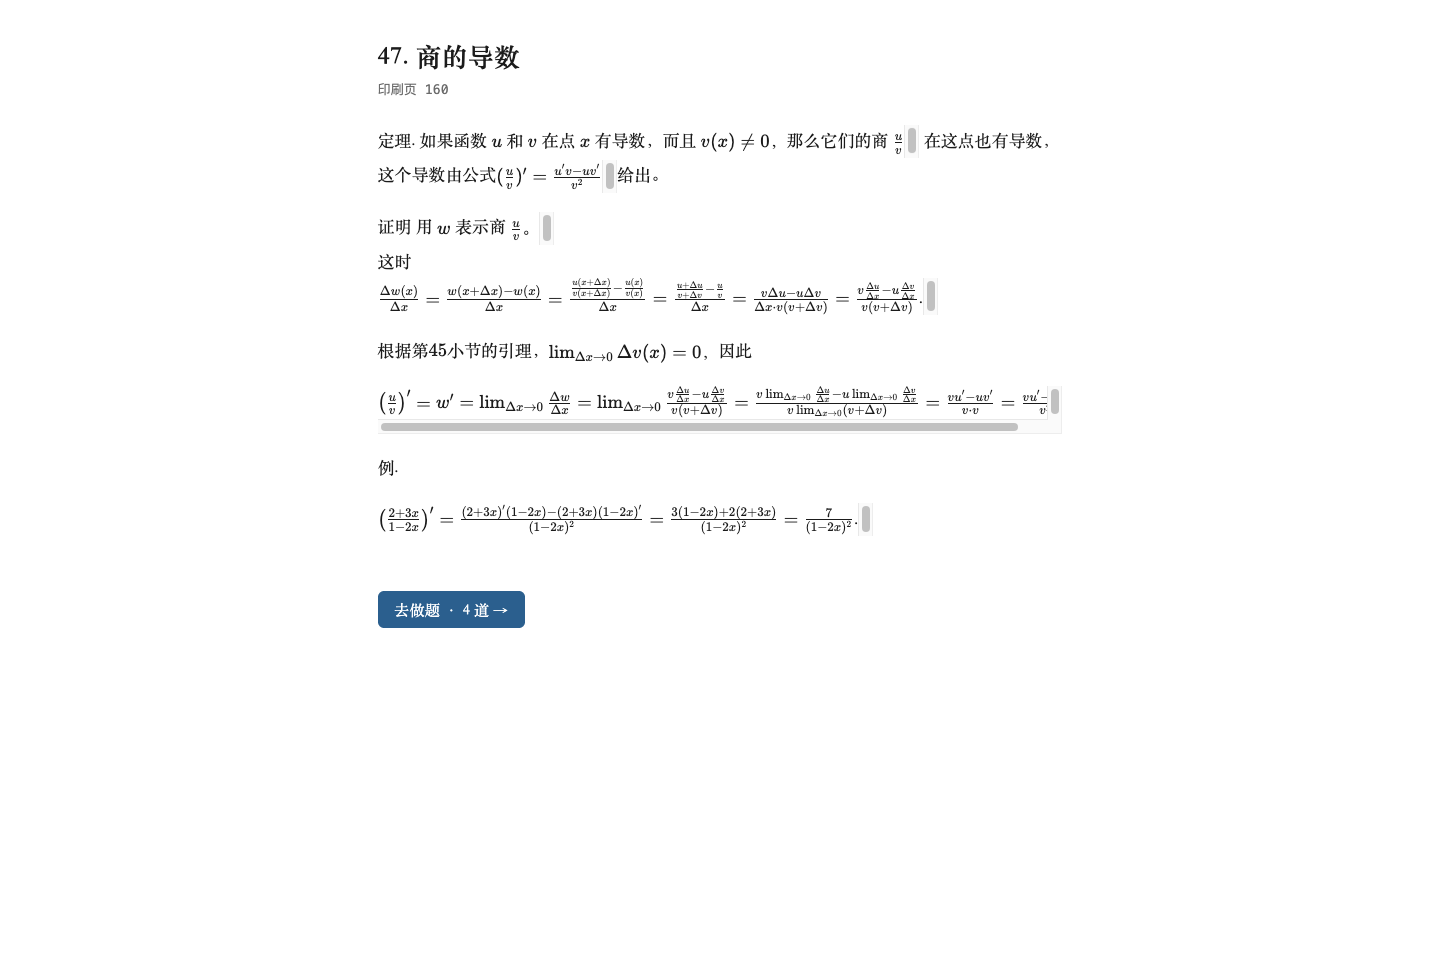 47. 商的导数
印刷页 160
定理. 如果函数 u 和 v 在点 x 有导数，而且 v(x) ≠ 0，那么它们的商 u/v 在这点也有导数，
这个导数由公式(u/v)′ = (u′v−uv′)/v² 给出。
证明 用 w 表示商 u/v。
这时
Δw(x)/Δx = (w(x+Δx)−w(x))/Δx = (u(x+Δx)/v(x+Δx) − u(x)/v(x))/Δx = ((u+Δu)/(v+Δv) − u/v)/Δx = (vΔu−uΔv)/(Δx·v(v+Δv)) = (v Δu/Δx − u Δv/Δx)/(v(v+Δv)).
根据第45小节的引理，lim_{Δx→0} Δv(x) = 0，因此
(u/v)′ = w′ = lim_{Δx→0} Δw/Δx = lim_{Δx→0} (v Δu/Δx − u Δv/Δx)/(v(v+Δv)) = (v lim_{Δx→0} Δu/Δx − u lim_{Δx→0} Δv/Δx)/(v lim_{Δx→0}(v+Δv)) = (vu′−uv′)/(v·v) =
例.
((2+3x)/(1−2x))′ = ((2+3x)′(1−2x)−(2+3x)(1−2x)′)/(1−2x)² = (3(1−2x)+2(2+3x))/(1−2x)² = 7/(1−2x)².
去做题 · 4 道 →